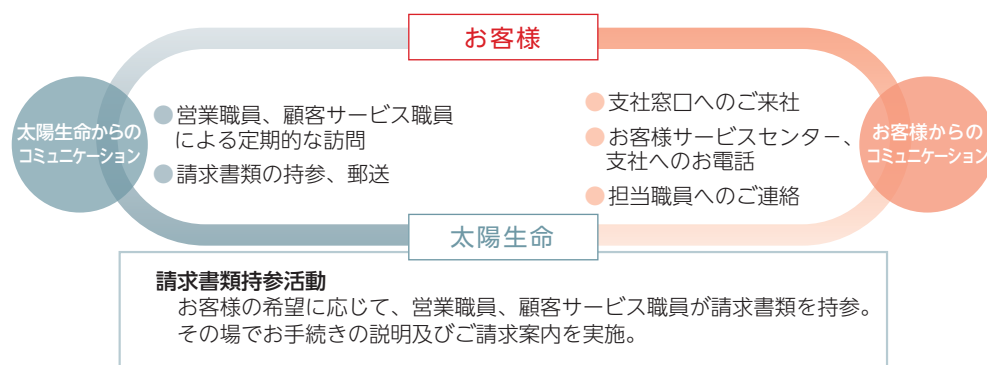 お客様
太陽生命からの
コミュニケーション
●営業職員、顧客サービス職員
による定期的な訪問
●請求書類の持参、郵送
●支社窓口へのご来社
●お客様サービスセンター、
支社へのお電話
●担当職員へのご連絡
お客様からの
コミュニケーション
太陽生命
請求書類持参活動
お客様の希望に応じて、営業職員、顧客サービス職員が請求書類を持参。
その場でお手続きの説明及びご請求案内を実施。